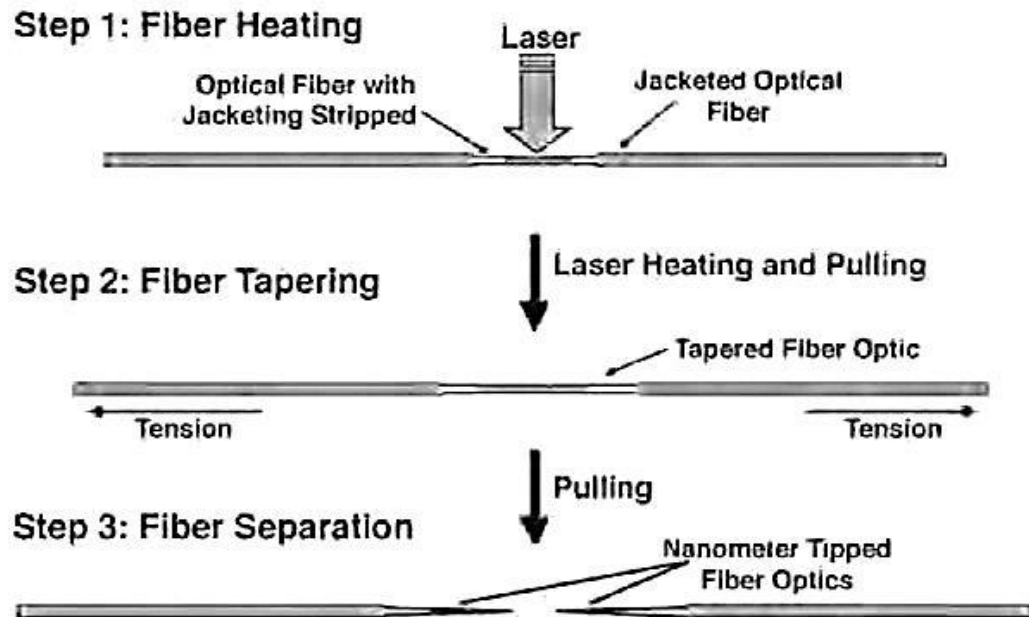 Step 1: Fiber Heating
Laser
Optical Fiber with
Jacketing Stripped
Jacketed Optical
Fiber
Step 2: Fiber Tapering
Laser Heating and Pulling
Tapered Fiber Optic
Tension
Tension
Pulling
Step 3: Fiber Separation
Nanometer Tipped
Fiber Optics